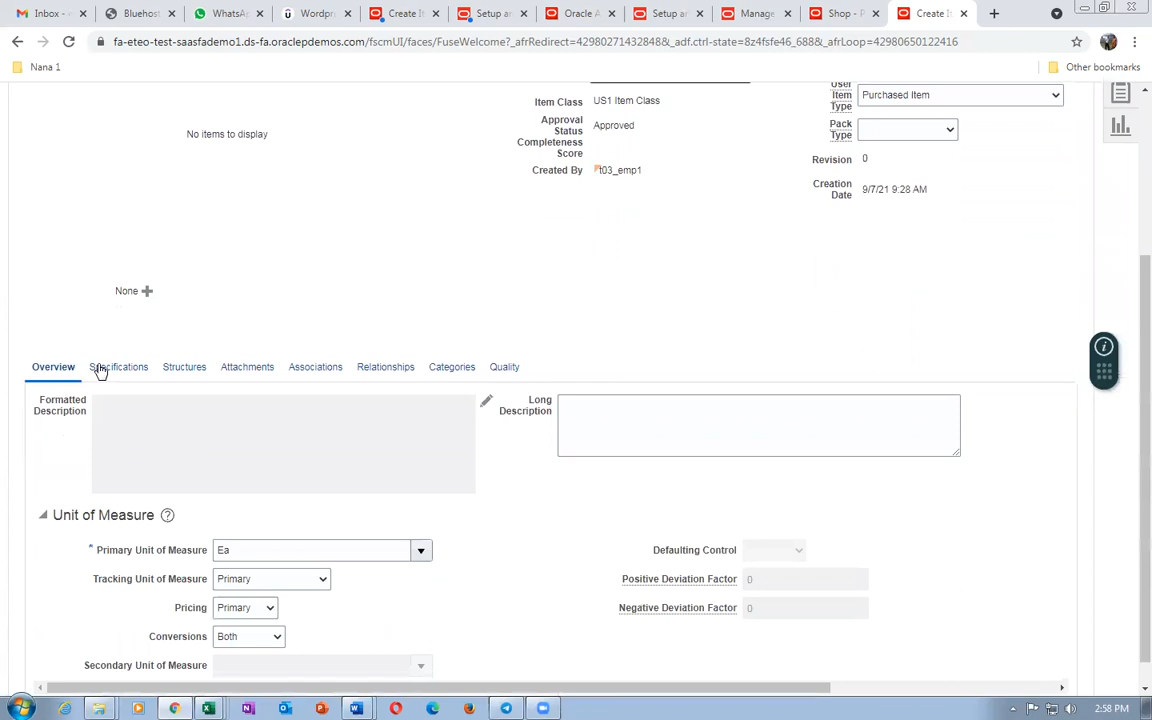 Inbox -
Bluehost
WhatsA
Wordpr
Create It
Setup an
Oracle A
Setup an
Manage
Shop - P
Create It
fa-eteo-test-saasfademo1.ds-fa.oraclepdemos.com/fscmUI/faces/FuseWelcome?_afrRedirect=429802714328488&_adf.ctrl-state=8z4fsfe46_688&_afrLoop=42980650122416
Nana 1
Other bookmarks
No items to display
Item Class US1 Item Class
Approval Status Approved
Completeness Score
Created By t03_emp1
User Item Type Purchased Item
Pack Type
Revision 0
Creation Date 9/7/21 9:28 AM
None
Overview Specifications Structures Attachments Associations Relationships Categories Quality
Formatted Description
Long Description
Unit of Measure
* Primary Unit of Measure Ea
Defaulting Control
Tracking Unit of Measure Primary
Positive Deviation Factor 0
Pricing Primary
Negative Deviation Factor 0
Conversions Both
Secondary Unit of Measure
2:58 PM